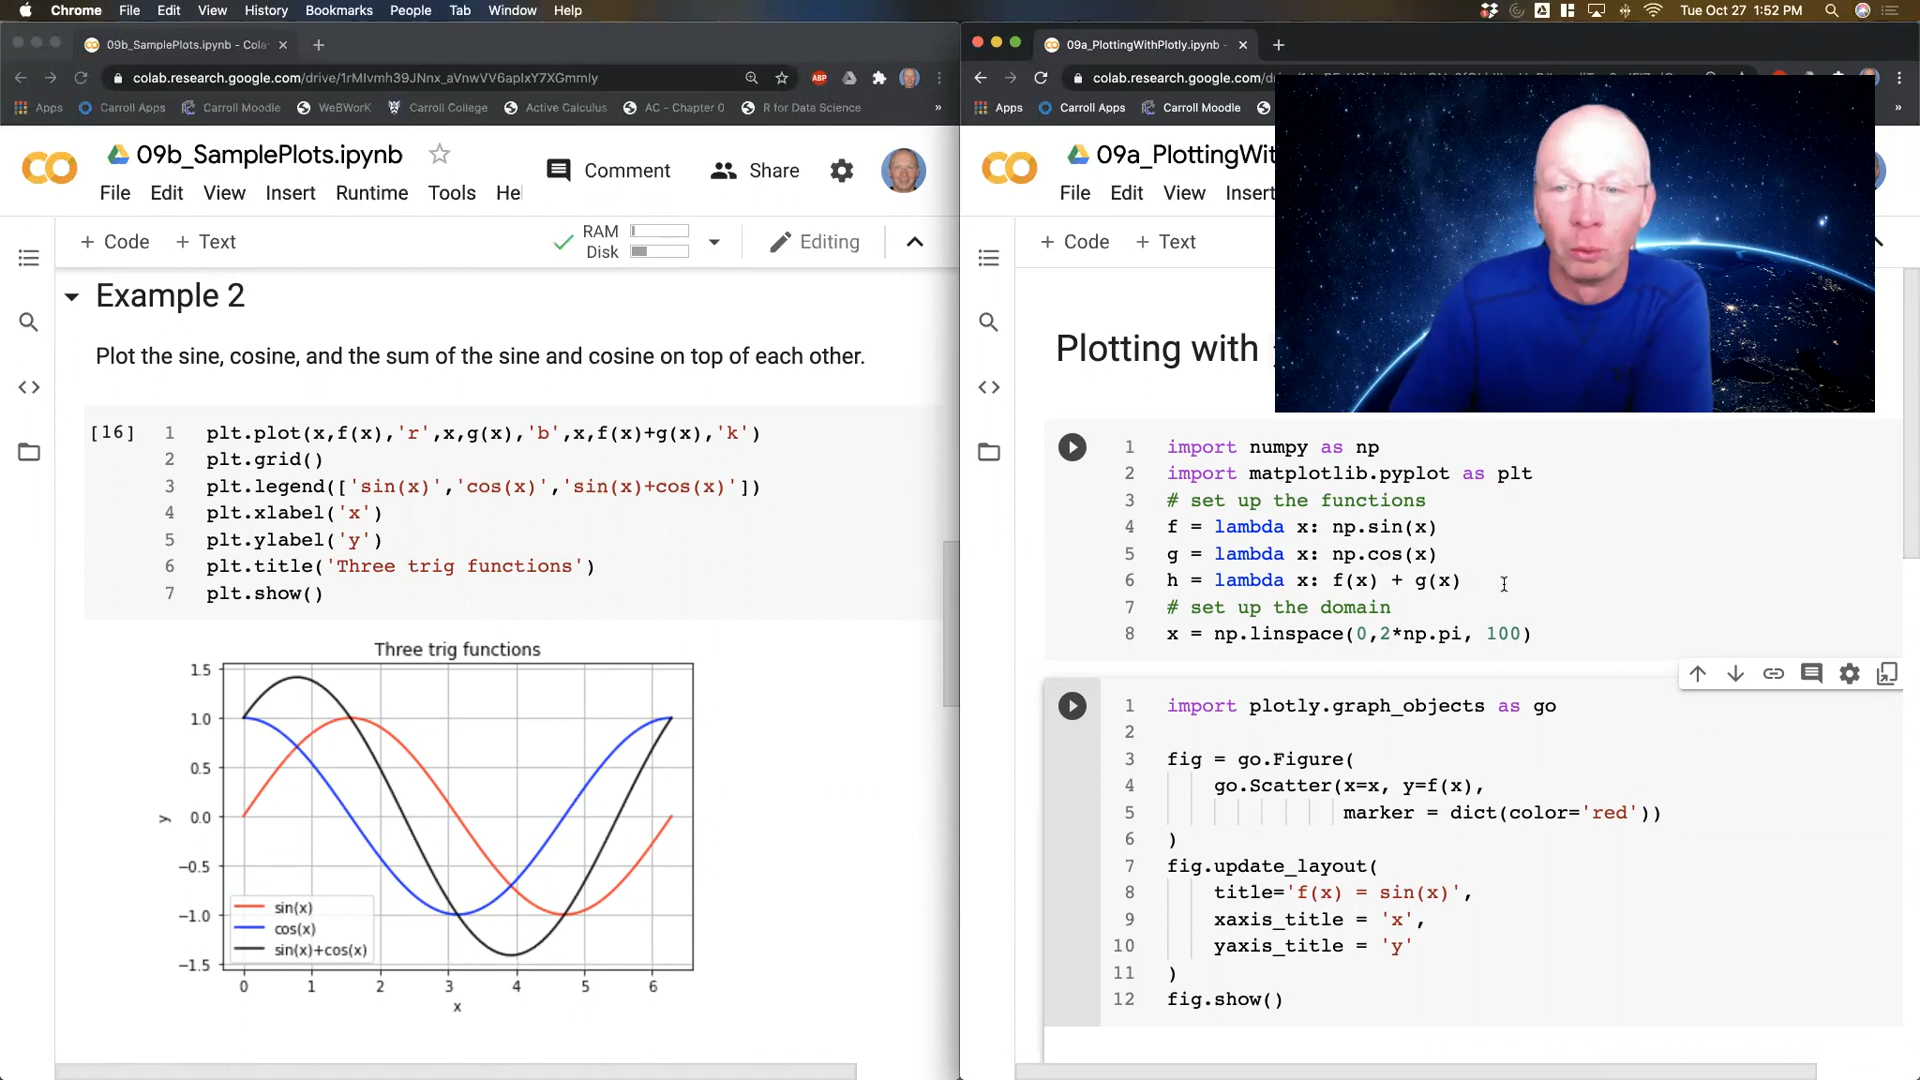 Chrome File Edit View History Bookmarks People Tab Window Help Tue Oct 27 1:52 PM
09b_SamplePlots.ipynb - Cola
colab.research.google.com/drive/1rMIvmh39JNnx_aVnwVV6aplxY7XGmmly
ABP
Apps Carroll Apps Carroll Moodle WeBWorK Carroll College Active Calculus AC - Chapter 0 R for Data Science »
09b_SamplePlots.ipynb
Comment Share
File Edit View Insert Runtime Tools He
+ Code + Text
RAM
Disk
Editing
Example 2
Plot the sine, cosine, and the sum of the sine and cosine on top of each other.
[16] 1 plt.plot(x,f(x),'r',x,g(x),'b',x,f(x)+g(x),'k')
2 plt.grid()
3 plt.legend(['sin(x)','cos(x)','sin(x)+cos(x)'])
4 plt.xlabel('x')
5 plt.ylabel('y')
6 plt.title('Three trig functions')
7 plt.show()
Three trig functions
1.5
1.0
0.5
0.0
−0.5
−1.0
−1.5
y
sin(x)
cos(x)
sin(x)+cos(x)
0 1 2 3 4 5 6
x
09a_PlottingWithPlotly.ipynb -
colab.research.google.com/
Apps Carroll Apps Carroll Moodle »
09a_PlottingWit
File Edit View Insert
+ Code + Text
Plotting with
1 import numpy as np
2 import matplotlib.pyplot as plt
3 # set up the functions
4 f = lambda x: np.sin(x)
5 g = lambda x: np.cos(x)
6 h = lambda x: f(x) + g(x)
7 # set up the domain
8 x = np.linspace(0,2*np.pi, 100)
1 import plotly.graph_objects as go
2
3 fig = go.Figure(
4 go.Scatter(x=x, y=f(x),
5 marker = dict(color='red'))
6 )
7 fig.update_layout(
8 title='f(x) = sin(x)',
9 xaxis_title = 'x',
10 yaxis_title = 'y'
11 )
12 fig.show()